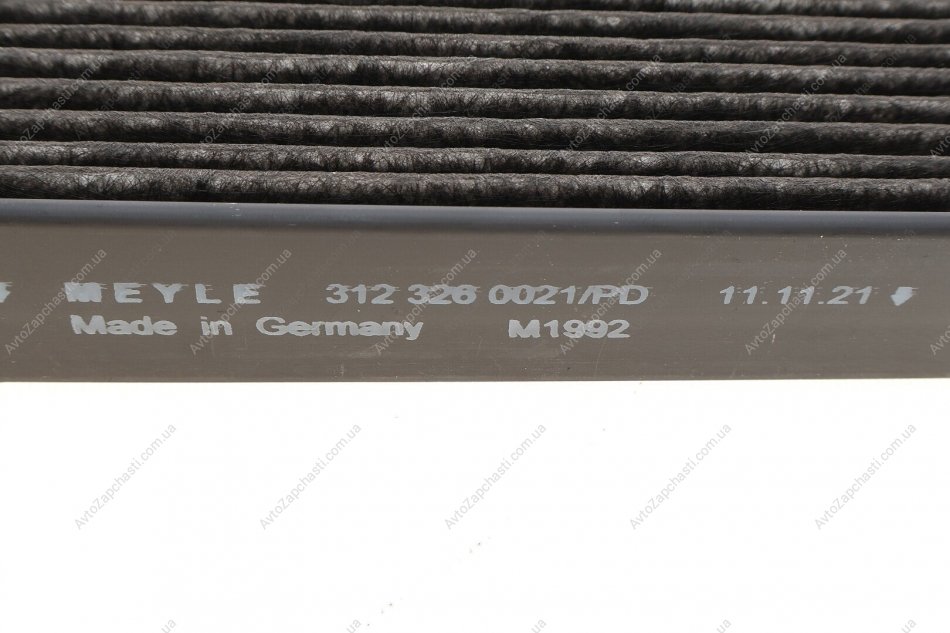 MEYLE 312 326 0021/PD 11.11.21
Made in Germany M1992
AvtoZapchasti.com.ua